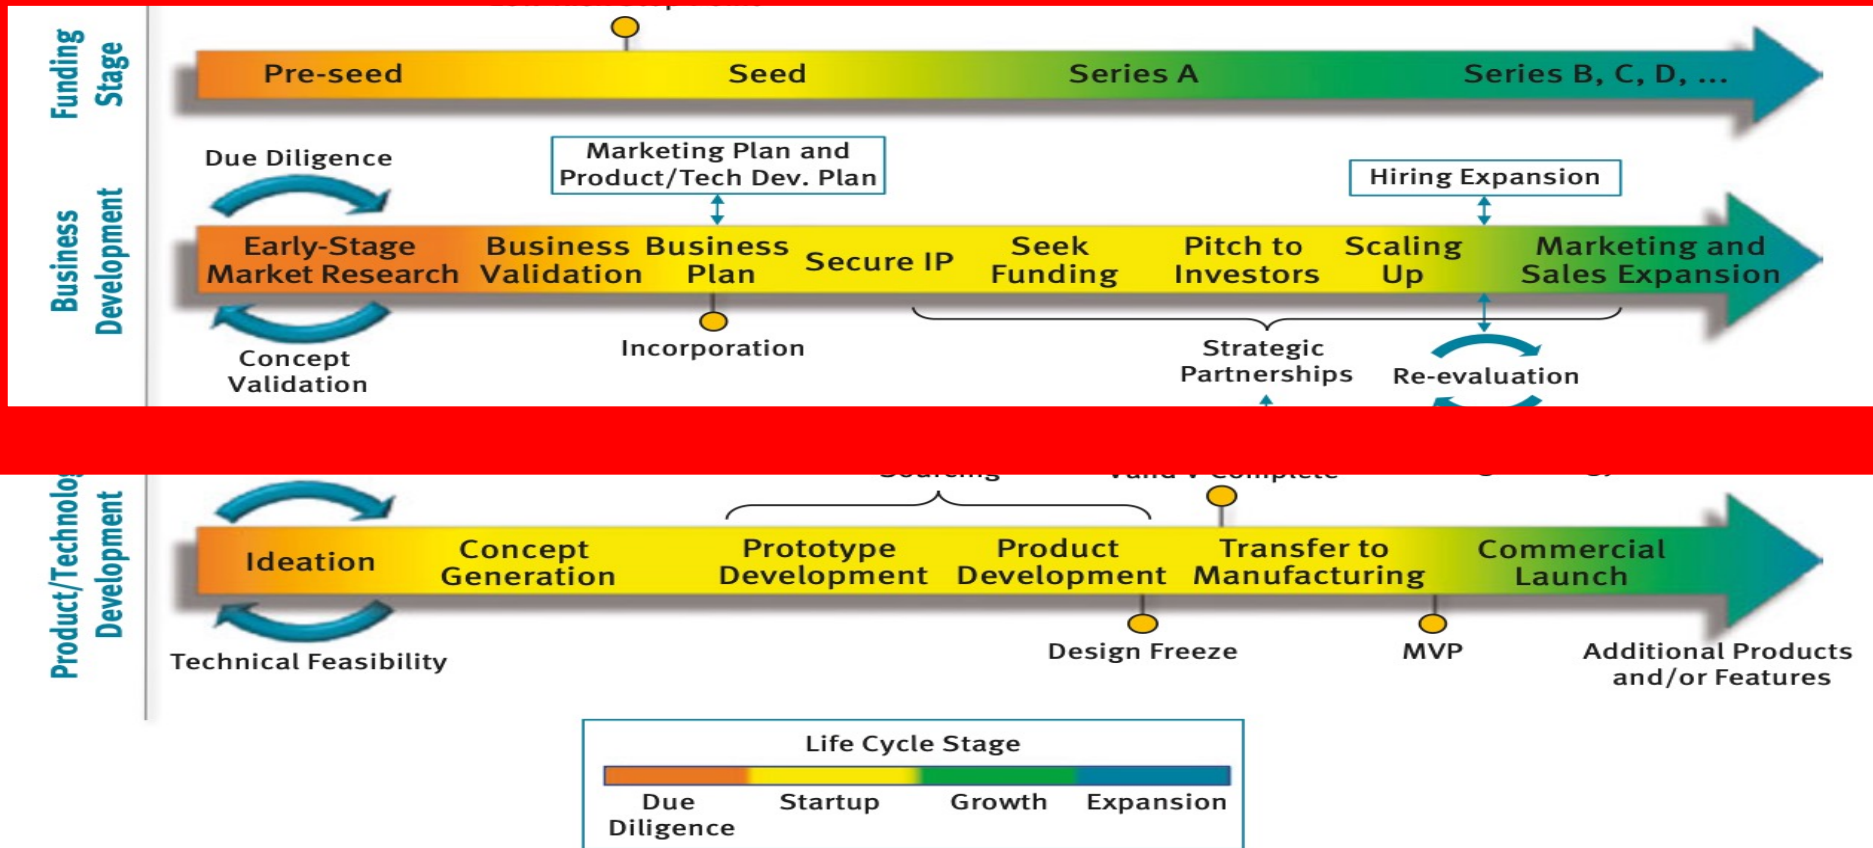 Funding
Stage
Pre-seed
Seed
Series A
Series B, C, D, ...
Business
Development
Due Diligence
Marketing Plan and
Product/Tech Dev. Plan
Hiring Expansion
Early-Stage
Market Research
Business
Validation
Business
Plan
Secure IP
Seek
Funding
Pitch to
Investors
Scaling
Up
Marketing and
Sales Expansion
Concept
Validation
Incorporation
Strategic
Partnerships
Re-evaluation
Product/Technolog
Development
Sourcing
Complete
Ideation
Concept
Generation
Prototype
Development
Product
Development
Transfer to
Manufacturing
Commercial
Launch
Technical Feasibility
Design Freeze
MVP
Additional Products
and/or Features
Life Cycle Stage
Due
Diligence
Startup
Growth
Expansion